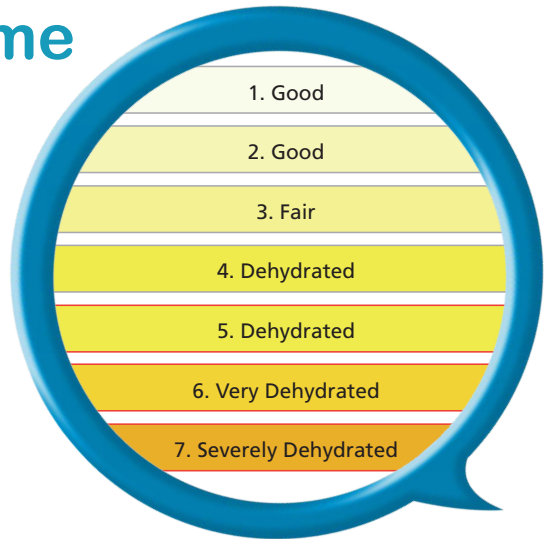 me
1. Good
2. Good
3. Fair
4. Dehydrated
5. Dehydrated
6. Very Dehydrated
7. Severely Dehydrated